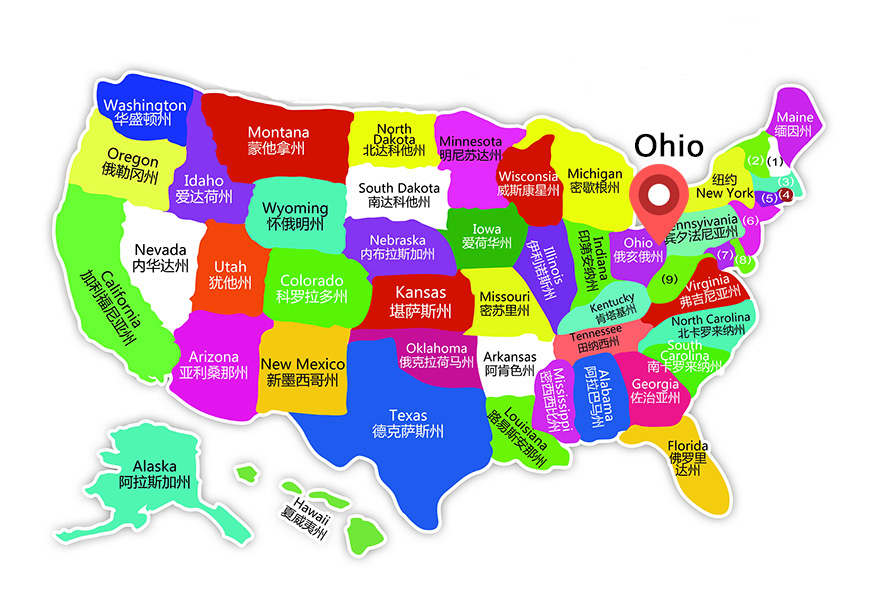 Ohio
Washington
华盛顿州
Montana
蒙他拿州
North
Dakota
北达科他州
Minnesota
明尼苏达州
Maine
缅因州
Oregon
俄勒冈州
Idaho
爱达荷州
South Dakota
南达科他州
Wisconsia
威斯康星州
Michigan
密歇根州
纽约
New York
(2)
(1)
(3)
(4
(5)
(6)
(7)
(8)
(9)
Wyoming
怀俄明州
Nebraska
内布拉斯加州
Iowa
爱荷华州
Illinois
伊利诺斯州
Indiana
印第安纳州
Ohio
俄亥俄州
ennsyivania
宾夕法尼亚州
Nevada
内华达州
Utah
犹他州
Colorado
科罗拉多州
Kansas
堪萨斯州
Missouri
密苏里州
Kentucky
肯塔基州
Virginia
弗吉尼亚州
California
加利福尼亚州
Arizona
亚利桑那州
New Mexico
新墨西哥州
Oklahoma
俄克拉荷马州
Arkansas
阿肯色州
Tennessee
田纳西州
North Carolina
北卡罗来纳州
South
Carolina
南卡罗来纳州
Texas
德克萨斯州
Louisiana
路易斯安那州
Mississippi
密西西比州
Alabama
阿拉巴马州
Georgia
佐治亚州
Florida
佛罗里
达州
Alaska
阿拉斯加州
Hawaii
夏威夷州